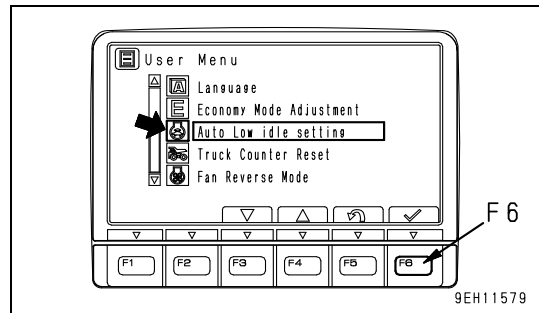 User Menu
A Language
E Economy Mode Adjustment
Auto Low idle setting
Truck Counter Reset
Fan Reverse Mode
F6
F1 F2 F3 F4 F5 F6
9EH11579